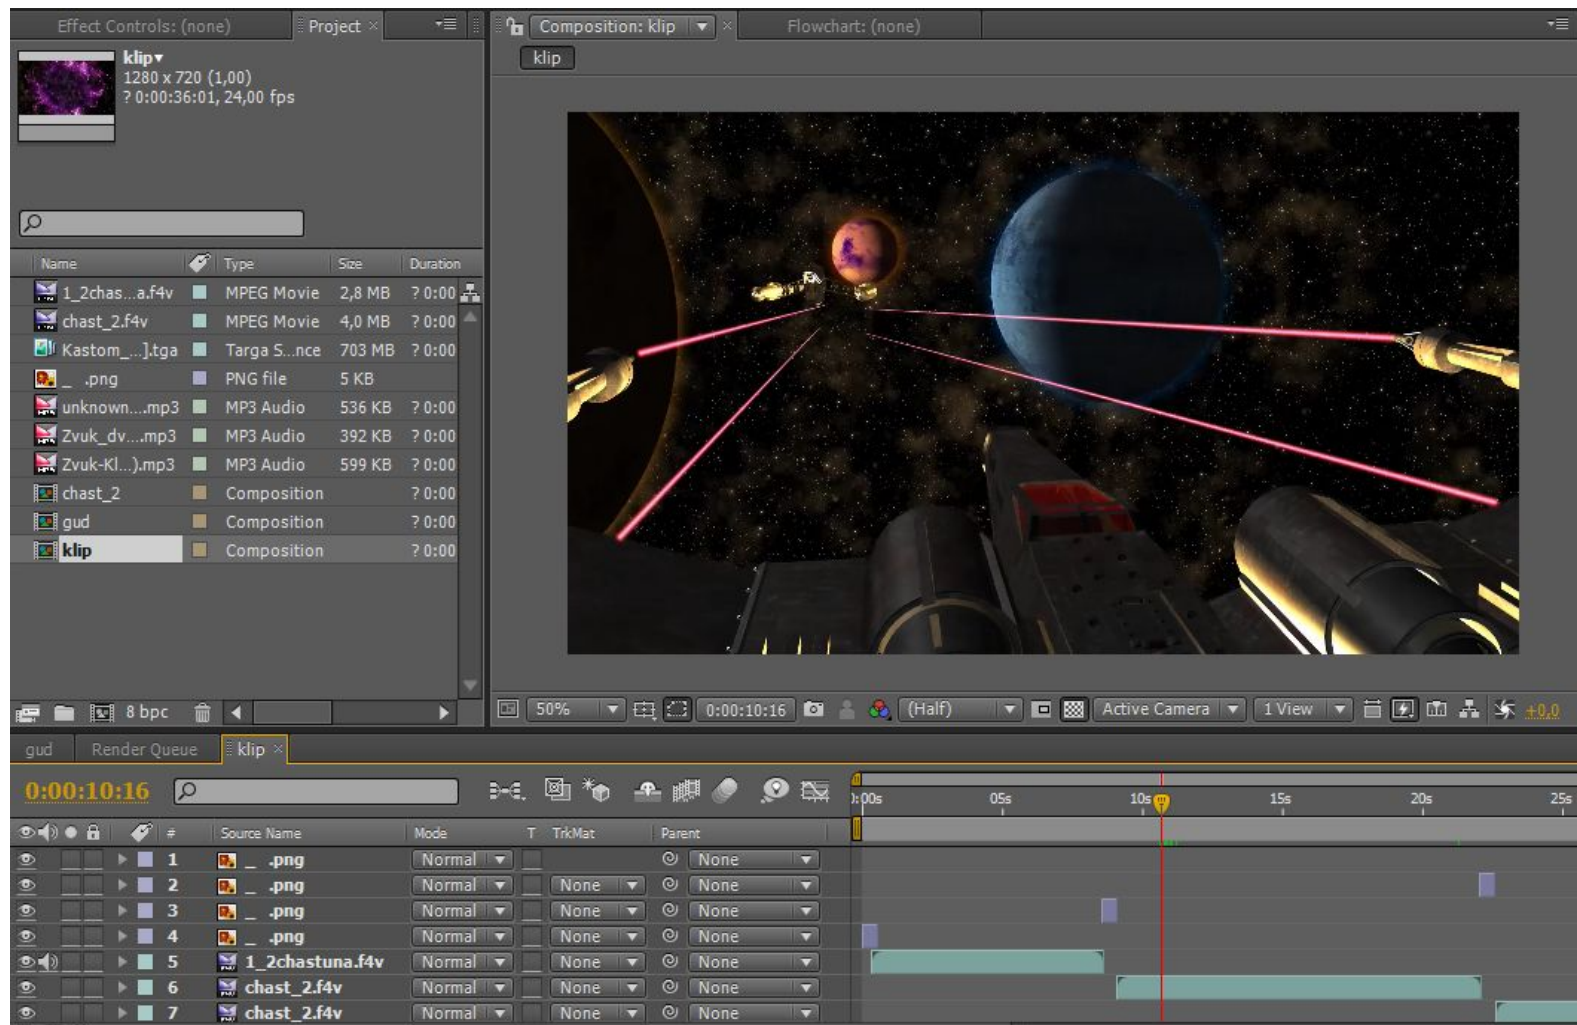 Effect Controls: (none) Project × Composition: klip × Flowchart: (none)
klip▾ klip
1280 x 720 (1,00)
? 0:00:36:01, 24,00 fps
Name Type Size Duration
1_2chas...a.f4v MPEG Movie 2,8 MB ? 0:00
chast_2.f4v MPEG Movie 4,0 MB ? 0:00
Kastom_...].tga Targa S...nce 703 MB ? 0:00
_ .png PNG file 5 KB
unknown....mp3 MP3 Audio 536 KB ? 0:00
Zvuk_dv....mp3 MP3 Audio 392 KB ? 0:00
Zvuk-Kl...).mp3 MP3 Audio 599 KB ? 0:00
chast_2 Composition ? 0:00
gud Composition ? 0:00
klip Composition ? 0:00
8 bpc 50% 0:00:10:16 (Half) Active Camera 1 View +0,0
gud Render Queue klip ×
0:00:10:16 ):00s 05s 10s 15s 20s 25s
# Source Name Mode T TrkMat Parent
1 _ .png Normal None
2 _ .png Normal None None
3 _ .png Normal None None
4 _ .png Normal None None
5 1_2chastuna.f4v Normal None None
6 chast_2.f4v Normal None None
7 chast_2.f4v Normal None None